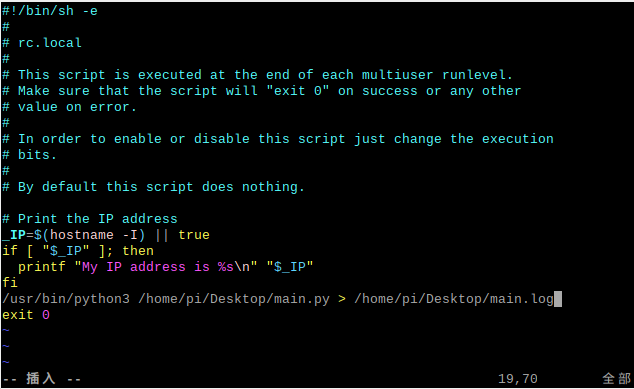 #!/bin/sh -e
#
# rc.local
#
# This script is executed at the end of each multiuser runlevel.
# Make sure that the script will "exit 0" on success or any other
# value on error.
#
# In order to enable or disable this script just change the execution
# bits.
#
# By default this script does nothing.

# Print the IP address
_IP=$(hostname -I) || true
if [ "$_IP" ]; then
  printf "My IP address is %s\n" "$_IP"
fi
/usr/bin/python3 /home/pi/Desktop/main.py > /home/pi/Desktop/main.log
exit 0
~
~
~
-- 插入 -- 19,70 全部